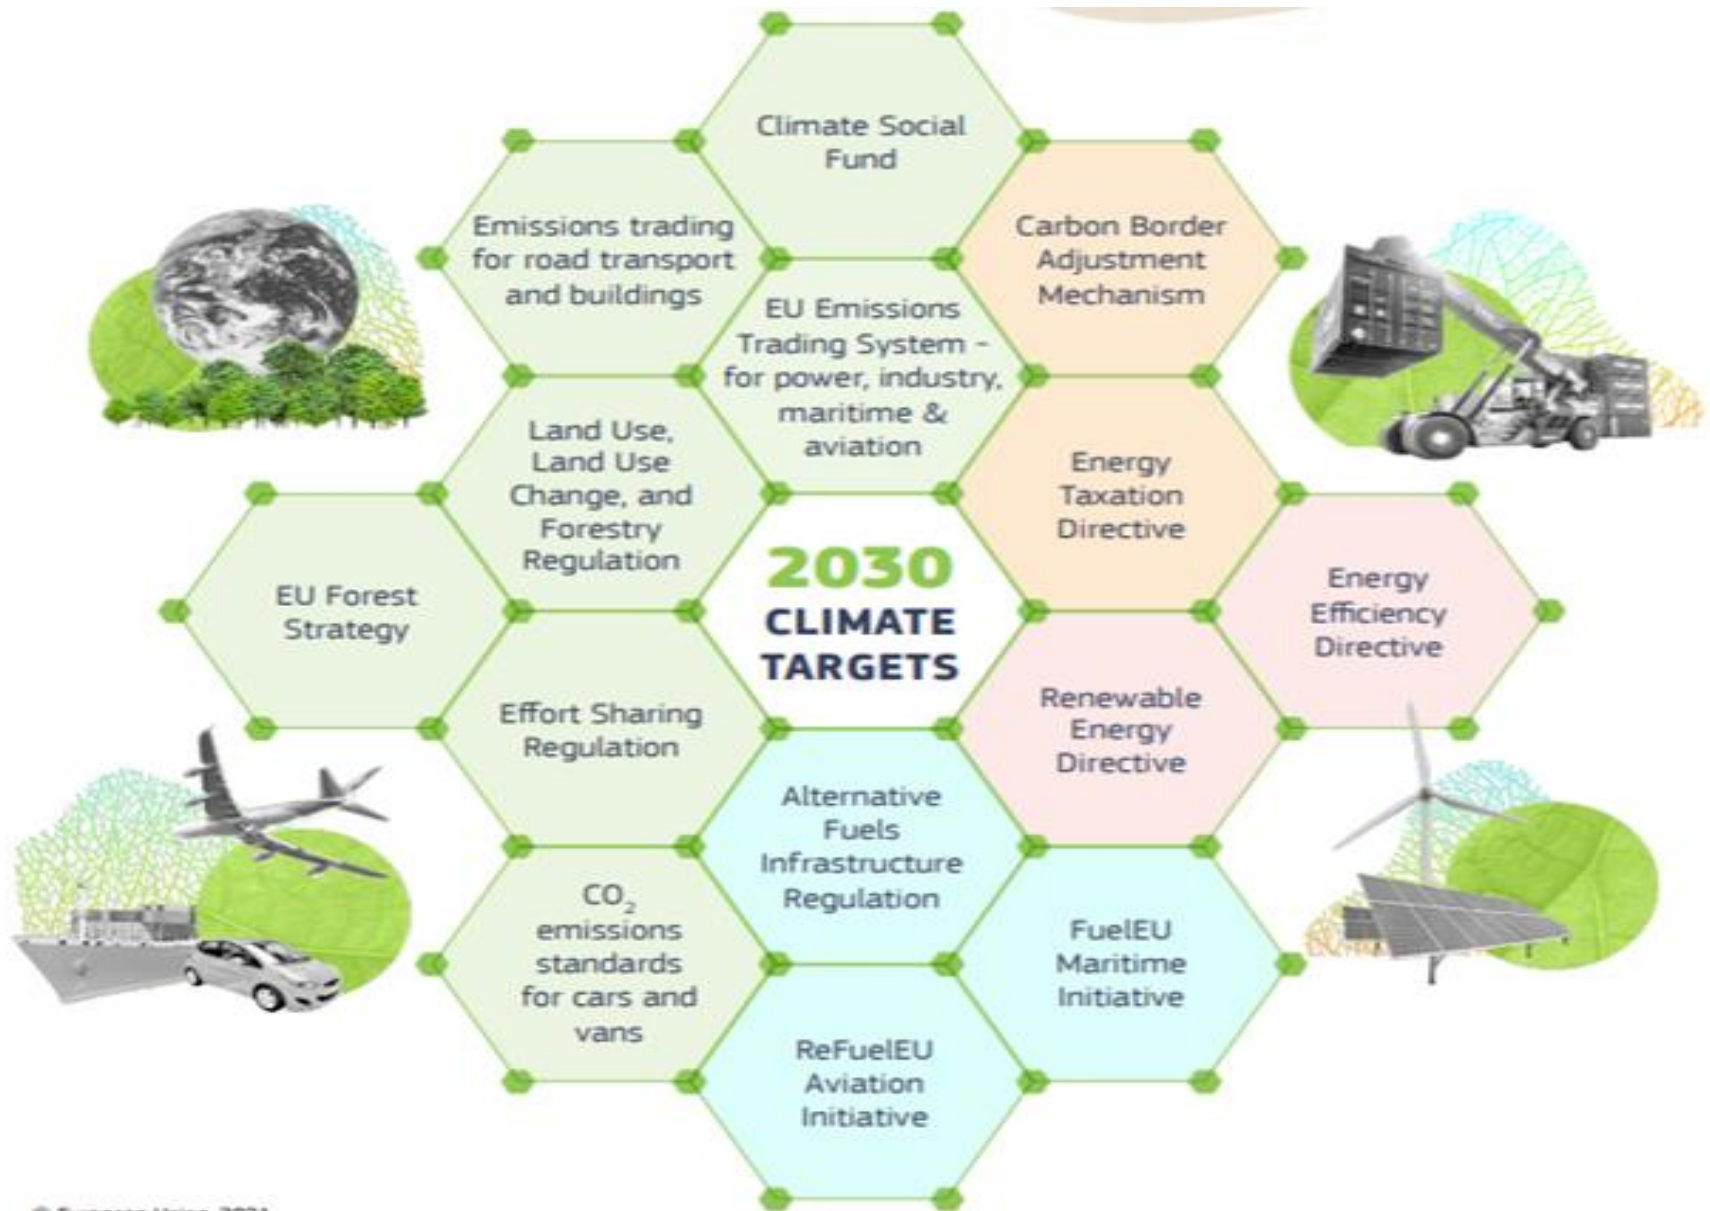 Climate Social
Fund
Emissions trading
for road transport
and buildings
Carbon Border
Adjustment
Mechanism
EU Emissions
Trading System -
for power, industry,
maritime &
aviation
Land Use,
Land Use
Change, and
Forestry
Regulation
Energy
Taxation
Directive
EU Forest
Strategy
2030
CLIMATE
TARGETS
Energy
Efficiency
Directive
Effort Sharing
Regulation
Renewable
Energy
Directive
Alternative
Fuels
Infrastructure
Regulation
CO₂
emissions
standards
for cars and
vans
FuelEU
Maritime
Initiative
ReFuelEU
Aviation
Initiative